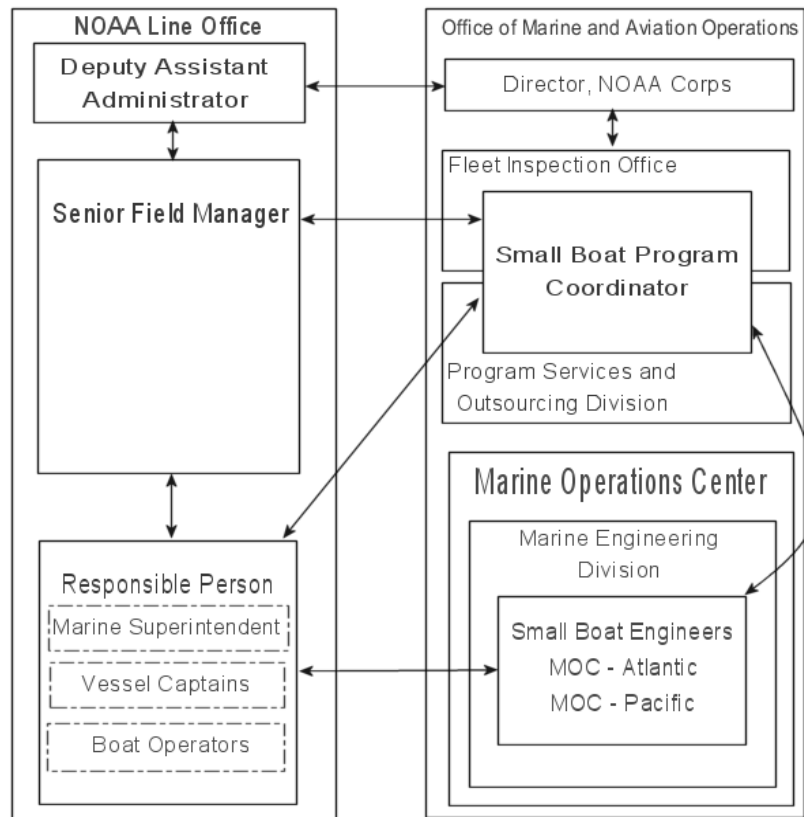 NOAA Line Office
Deputy Assistant
Administrator
Senior Field Manager
Responsible Person
Marine Superintendent
Vessel Captains
Boat Operators
Office of Marine and Aviation Operations
Director, NOAA Corps
Fleet Inspection Office
Small Boat Program
Coordinator
Program Services and
Outsourcing Division
Marine Operations Center
Marine Engineering
Division
Small Boat Engineers
MOC - Atlantic
MOC - Pacific